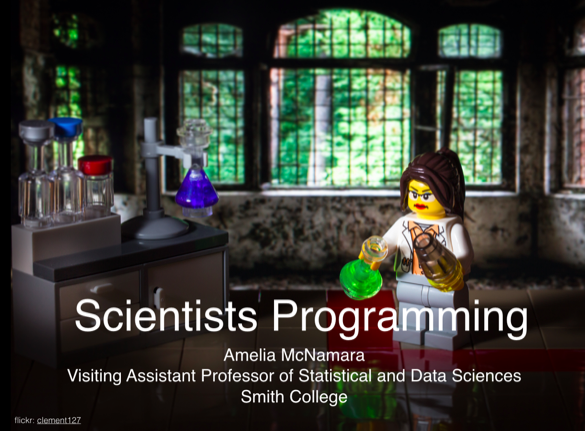 Scientists Programming
Amelia McNamara
Visiting Assistant Professor of Statistical and Data Sciences
Smith College
flickr: clement127